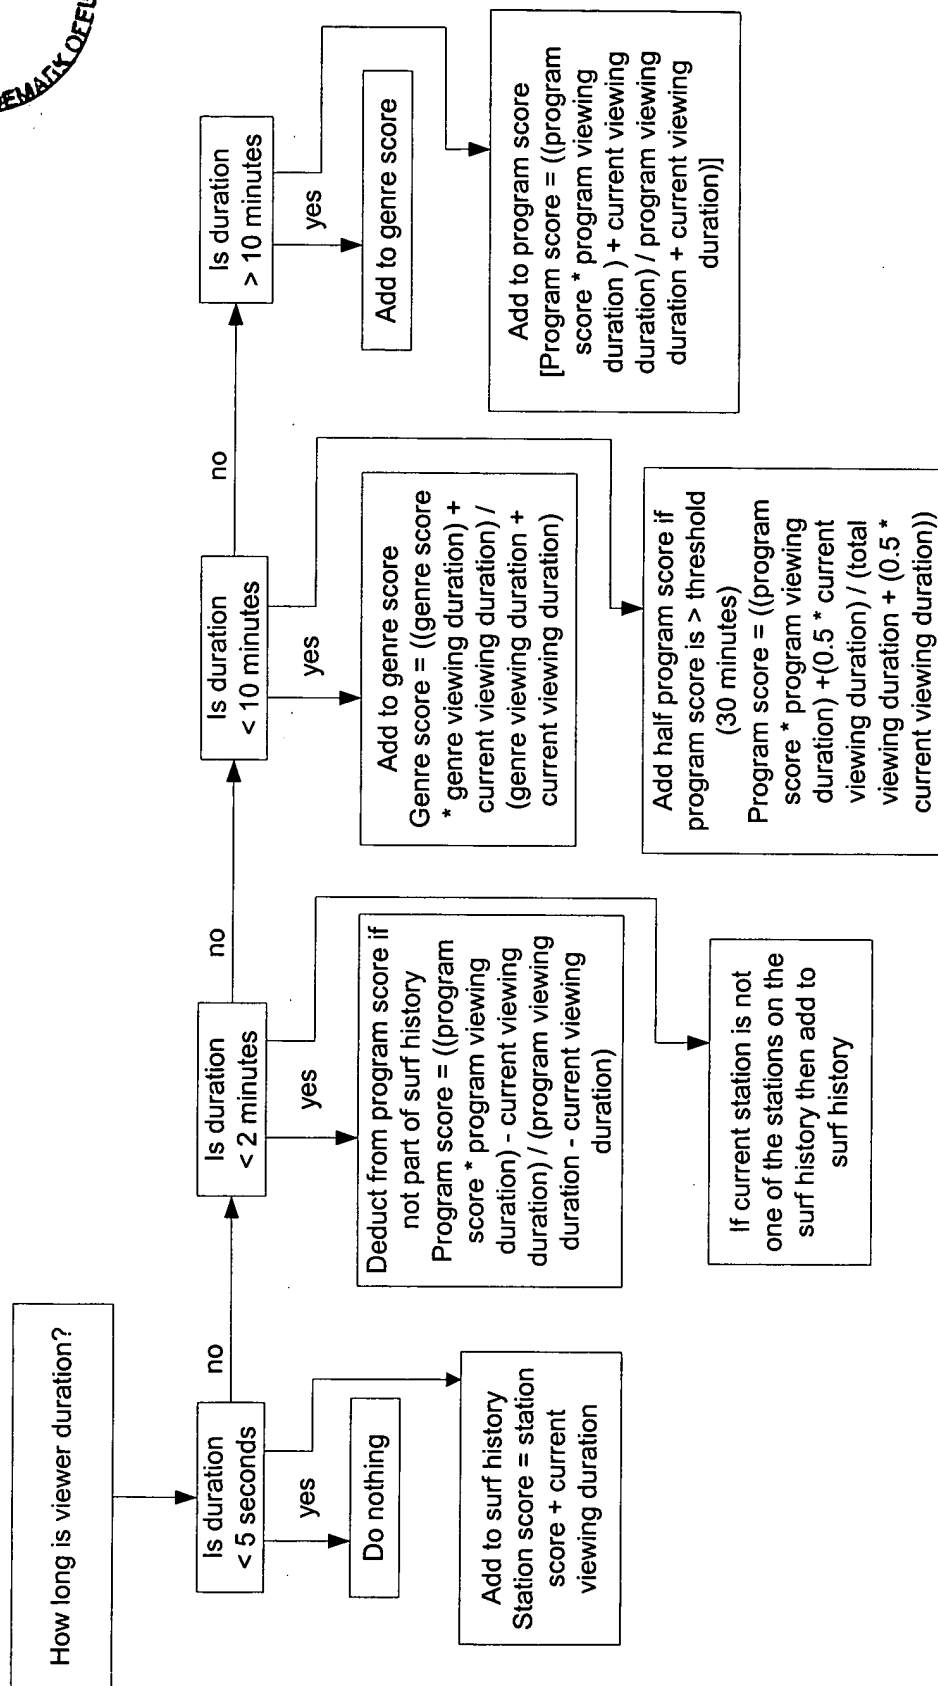 EMARK OFFI
How long is viewer duration?
Is duration
< 5 seconds
no
yes
Do nothing
Add to surf history
Station score = station
score + current
viewing duration
Is duration
< 2 minutes
no
yes
Deduct from program score if
not part of surf history
Program score = ((program
score * program viewing
duration) - current viewing
duration) / (program viewing
duration - current viewing
duration)
If current station is not
one of the stations on the
surf history then add to
surf history
Is duration
< 10 minutes
no
yes
Add to genre score
Genre score = ((genre score
* genre viewing duration) +
current viewing duration) /
(genre viewing duration +
current viewing duration)
Add half program score if
program score is > threshold
(30 minutes)
Program score = ((program
score * program viewing
duration) +(0.5 * current
viewing duration) / (total
viewing duration + (0.5 *
current viewing duration))
Is duration
> 10 minutes
yes
Add to genre score
Add to program score
[Program score = ((program
score * program viewing
duration ) + current viewing
duration) / program viewing
duration + current viewing
duration)]